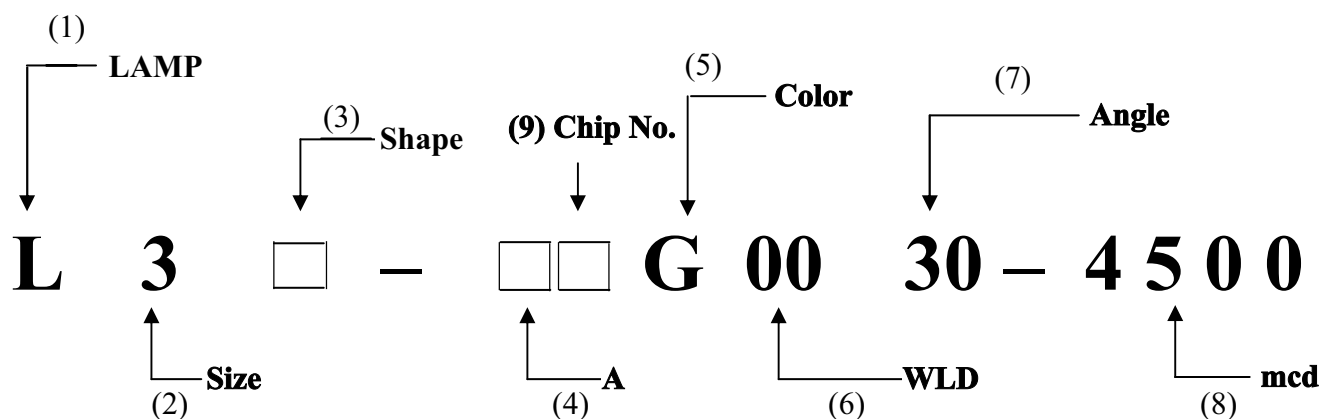 (1)
LAMP
(5)
Color
(7)
Angle
(3)
Shape
(9) Chip No.
L 3 □ – □□ G 00 30 – 4 5 0 0
Size
(2)
A
(4)
WLD
(6)
mcd
(8)